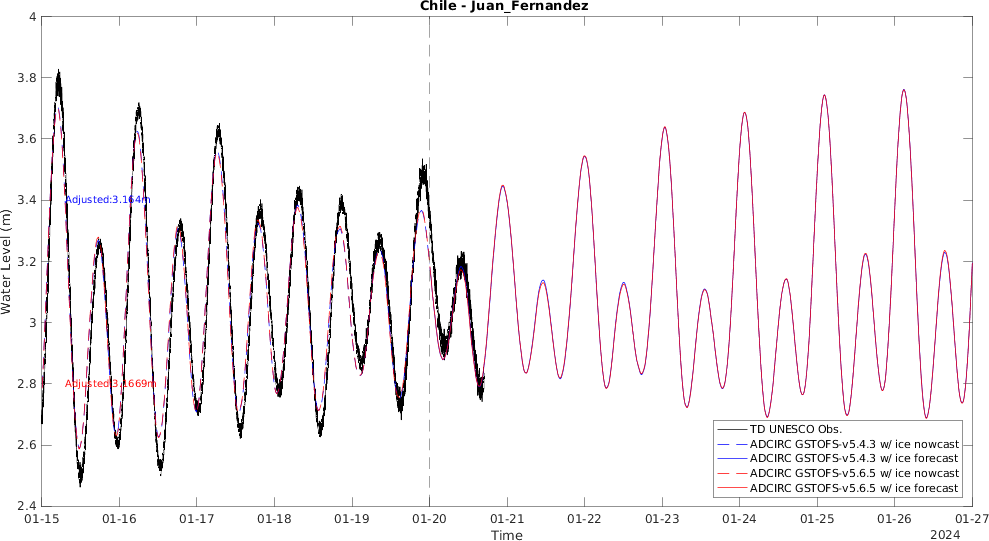 Chile - Juan_Fernandez
4
3.8
3.6
3.4
3.2
3
2.8
2.6
2.4
Water Level (m)
Adjusted:3.164m
Adjusted:3.1669m
TD UNESCO Obs.
ADCIRC GSTOFS-v5.4.3 w/ ice nowcast
ADCIRC GSTOFS-v5.4.3 w/ ice forecast
ADCIRC GSTOFS-v5.6.5 w/ ice nowcast
ADCIRC GSTOFS-v5.6.5 w/ ice forecast
01-15 01-16 01-17 01-18 01-19 01-20 01-21 01-22 01-23 01-24 01-25 01-26 01-27
Time
2024